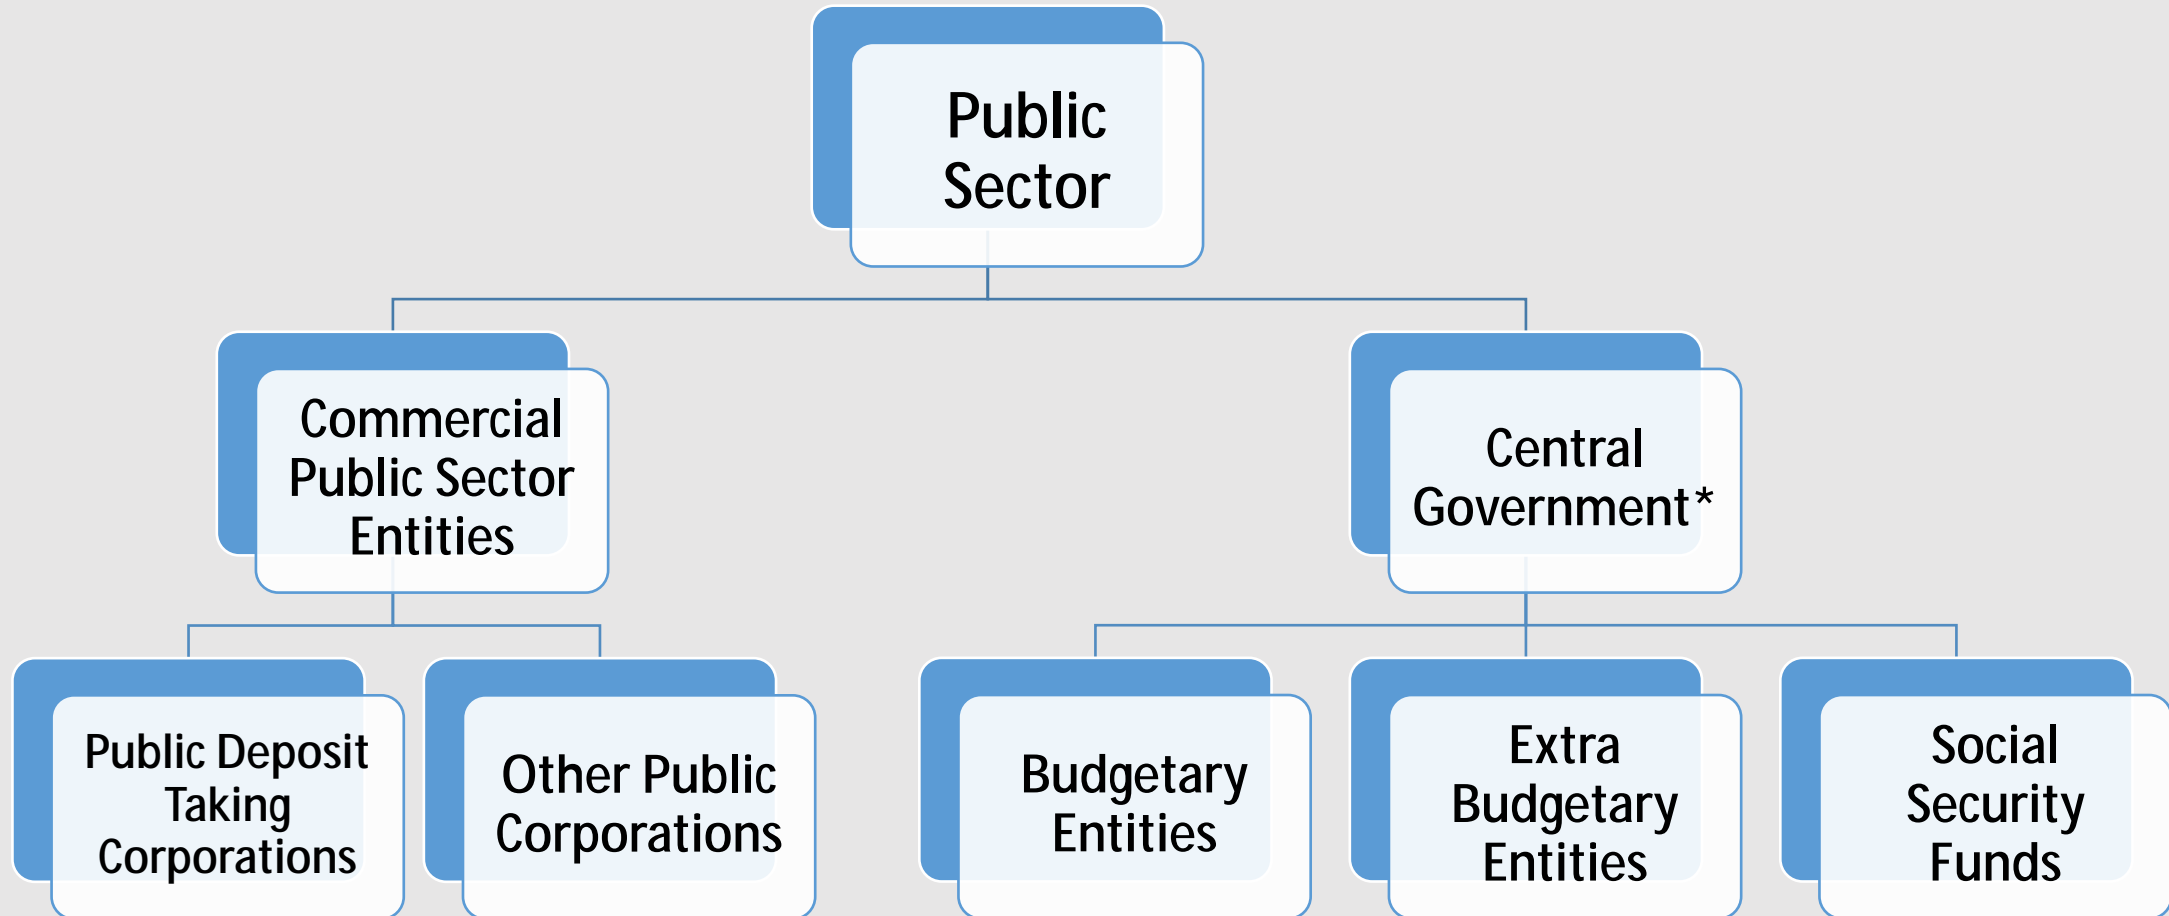 Public
Sector
Commercial
Public Sector
Entities
Central
Government*
Public Deposit
Taking
Corporations
Other Public
Corporations
Budgetary
Entities
Extra
Budgetary
Entities
Social
Security
Funds